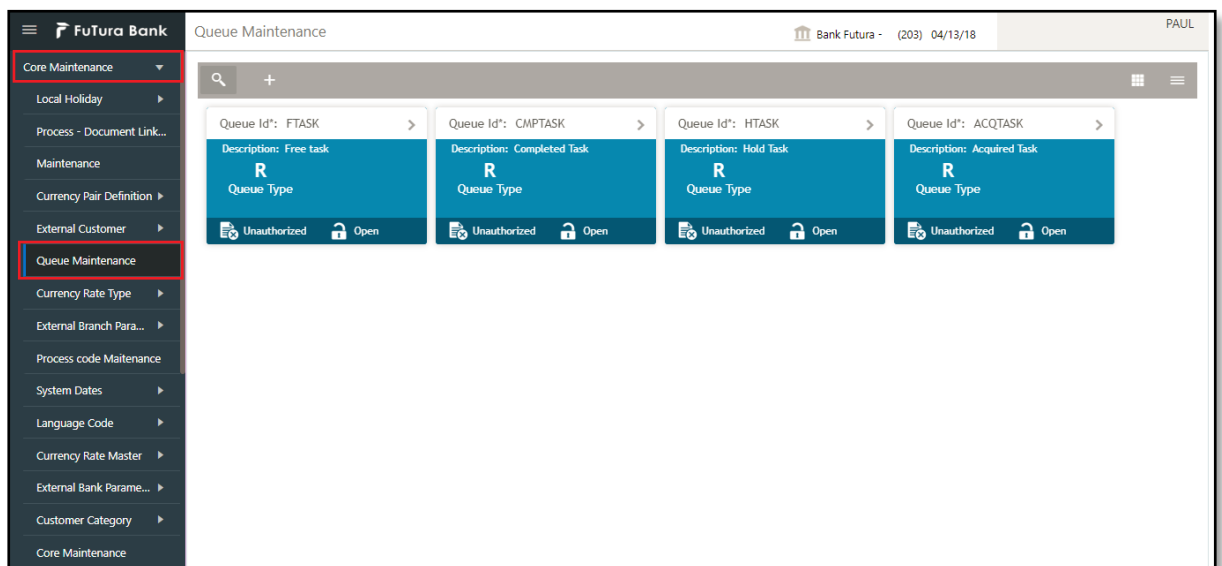 FuTura Bank
Queue Maintenance
Bank Futura - (203) 04/13/18
PAUL
Core Maintenance
Local Holiday
Process - Document Link...
Maintenance
Currency Pair Definition
External Customer
Queue Maintenance
Currency Rate Type
External Branch Para...
Process code Maitenance
System Dates
Language Code
Currency Rate Master
External Bank Parame...
Customer Category
Core Maintenance
Queue Id*: FTASK
Description: Free task
R
Queue Type
Unauthorized Open
Queue Id*: CMPTASK
Description: Completed Task
R
Queue Type
Unauthorized Open
Queue Id*: HTASK
Description: Hold Task
R
Queue Type
Unauthorized Open
Queue Id*: ACQTASK
Description: Acquired Task
R
Queue Type
Unauthorized Open